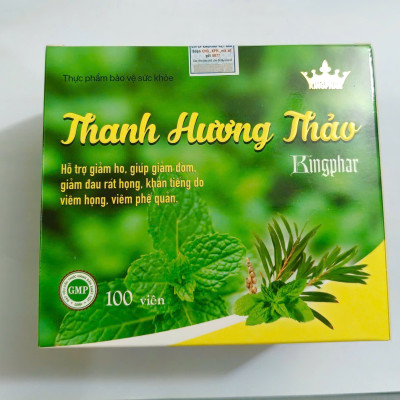 Thực phẩm bảo vệ sức khỏe
KINGPHAR
Thanh Hương Thảo
Kingphar
Hỗ trợ giảm ho, giúp giảm đờm,
giảm đau rát họng, khản tiếng do
viêm họng, viêm phế quản.
GMP
100 viên